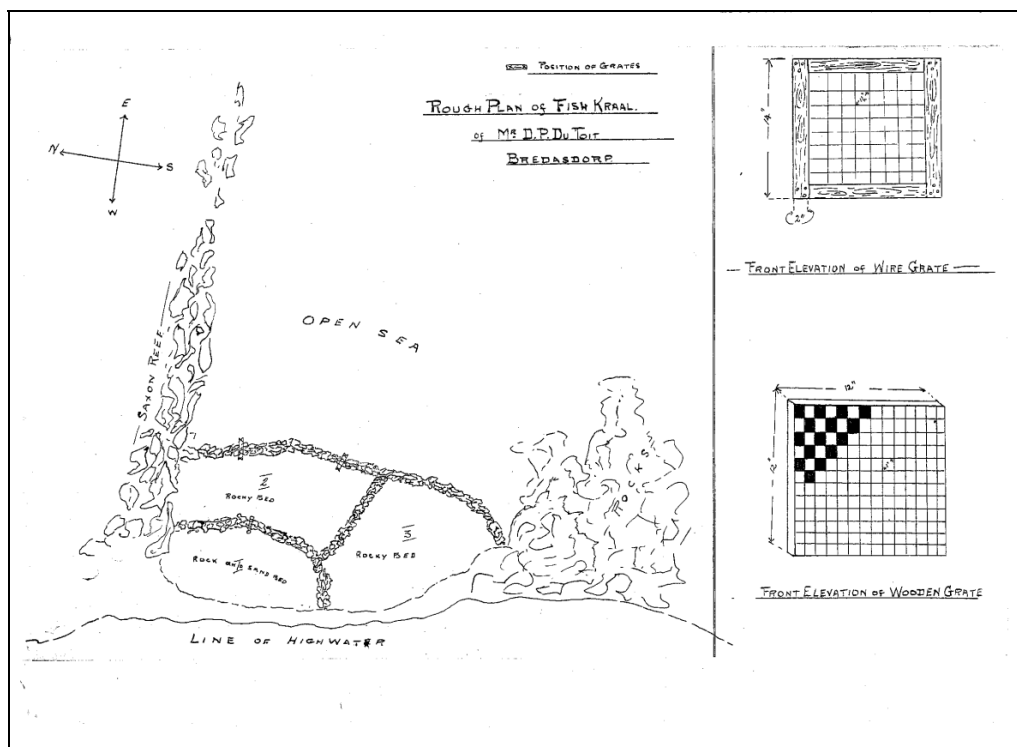 POSITION OF GRATES
ROUGH PLAN OF FISH KRAAL.
OF MR D.P. DU TOIT
BREDASDORP.
E
N
S
W
SAXON REEF
OPEN SEA
ROCKS
2
ROCKY BED
3
ROCKY BED
1
ROCK AND SAND BED
LINE OF HIGHWATER
2"
FRONT ELEVATION OF WIRE GRATE
12"
12"
FRONT ELEVATION OF WOODEN GRATE